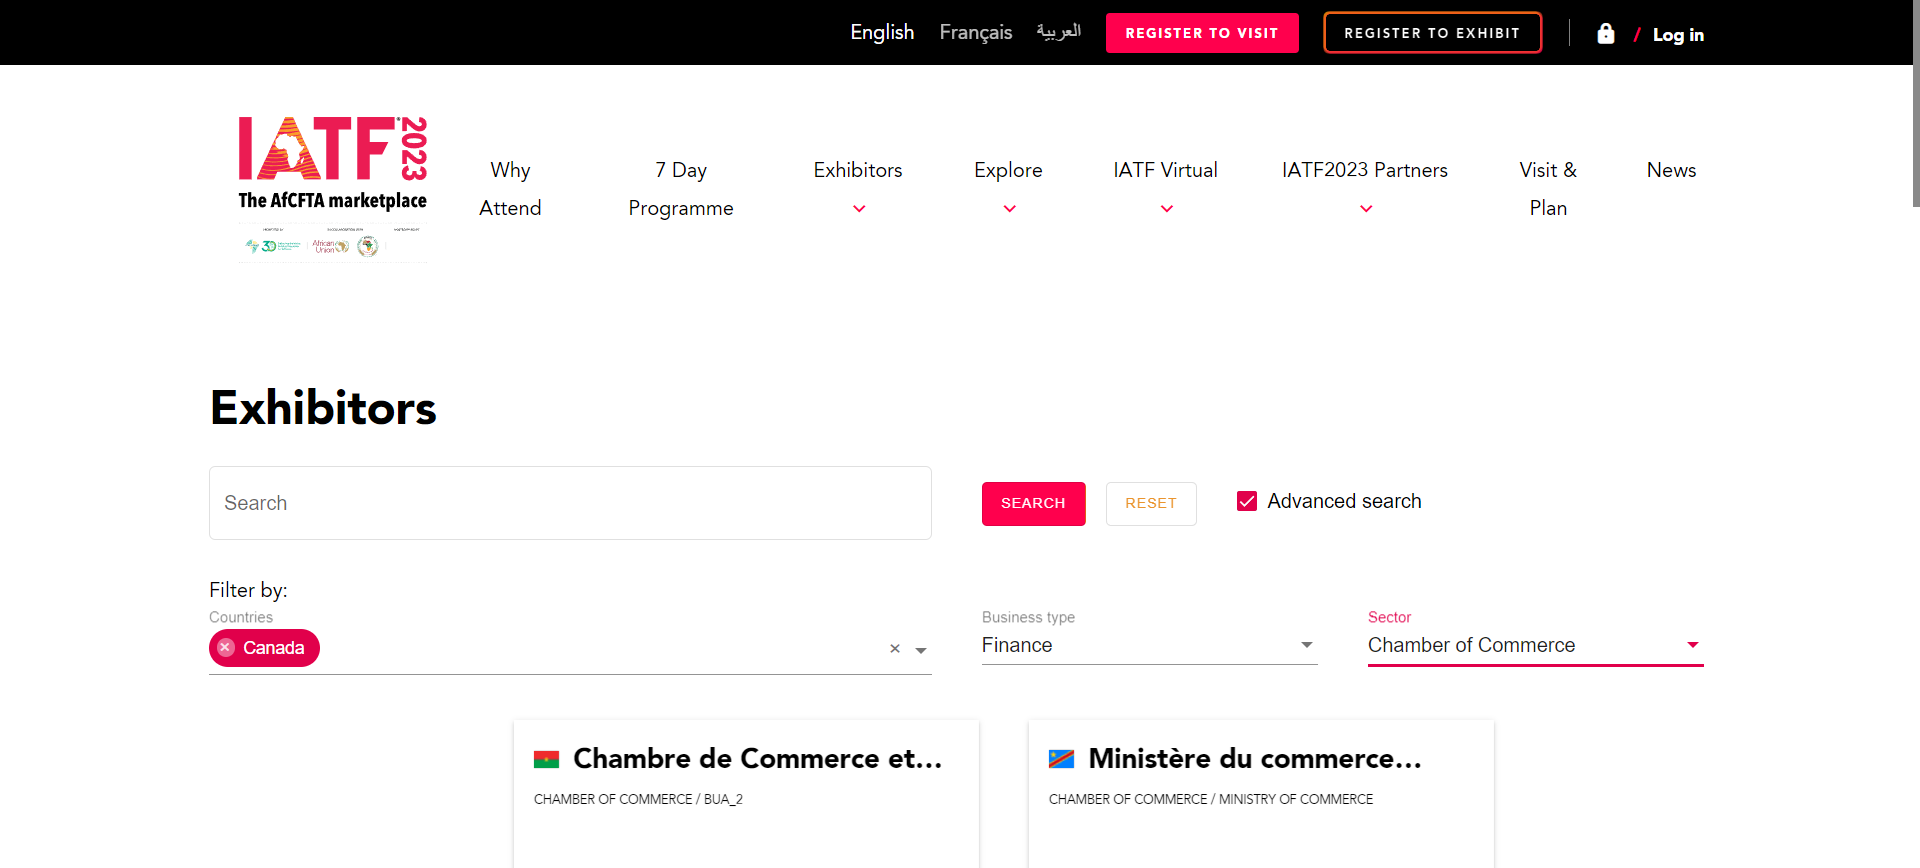 English Français العربية REGISTER TO VISIT REGISTER TO EXHIBIT / Log in
IATF 2023
The AfCFTA marketplace
African
Union
Why
Attend
7 Day
Programme
Exhibitors
Explore
IATF Virtual
IATF2023 Partners
Visit &
Plan
News
Exhibitors
Search
SEARCH RESET Advanced search
Filter by:
Countries
Canada
Business type
Finance
Sector
Chamber of Commerce
Chambre de Commerce et...
CHAMBER OF COMMERCE / BUA_2
Ministère du commerce...
CHAMBER OF COMMERCE / MINISTRY OF COMMERCE